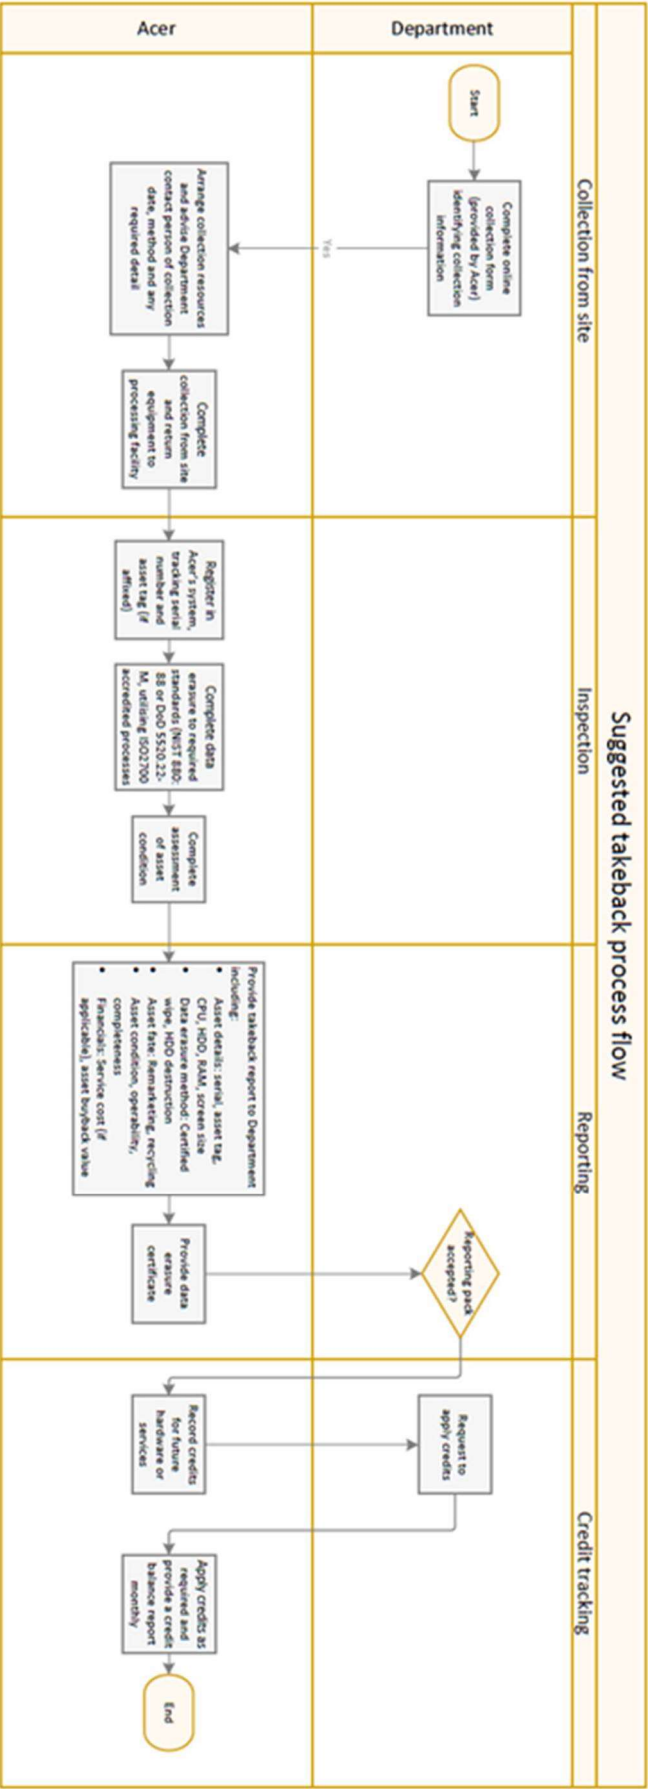 Suggested takeback process flow
Collection from site
Inspection
Reporting
Credit tracking
Department
Start
Complete online
collection form
(provided by Acer)
identifying collection
information
Yes
Reporting pack
accepted?
Request to
apply credits
Acer
Arrange collection resources
and advise Department
contact person of collection
date, method and any
required detail
Complete
collection from site
and return
equipment to
processing facility
Register in
Acer's system,
tracking serial
number and
asset tag (if
affixed)
Complete data
erasure to required
standards (NIST 880:
88 or DoD 5520.22-
M, utilising ISO2700
accredited processes
Complete
assessment
of asset
condition
Provide takeback report to Department
including:
• Asset details: serial, asset tag,
CPU, HDD, RAM, screen size
• Data erasure method: Certified
wipe, HDD destruction
• Asset fate: Remarketing, recycling
• Asset condition, operability,
completeness
• Financials: Service cost (if
applicable), asset buyback value
Provide data
erasure
certificate
Record credits
for future
hardware or
services
Apply credits as
required and
provide a credit
balance report
monthly
End